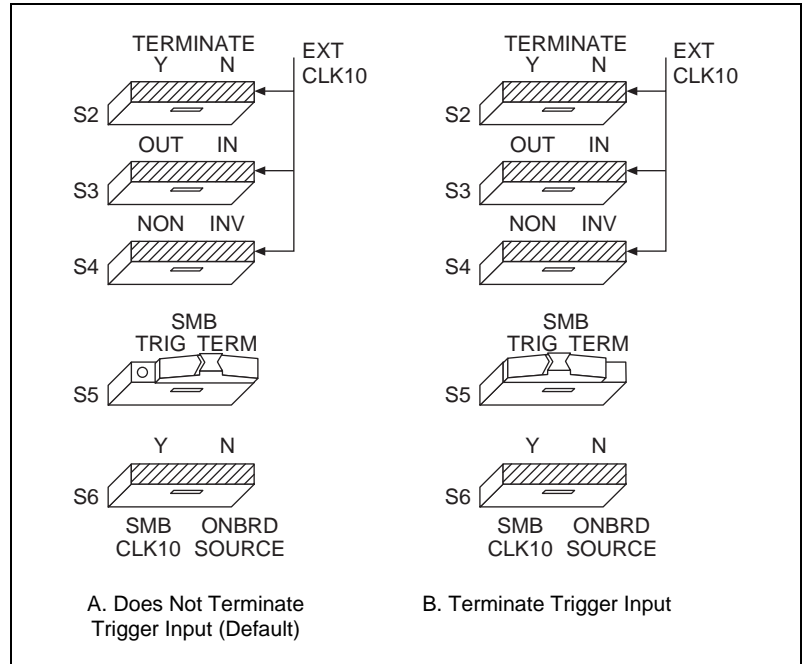 TERMINATE
Y N
EXT
CLK10
S2
OUT IN
S3
NON INV
S4
SMB
TRIG TERM
S5
Y N
S6
SMB ONBRD
CLK10 SOURCE
A. Does Not Terminate
Trigger Input (Default)
TERMINATE
Y N
EXT
CLK10
S2
OUT IN
S3
NON INV
S4
SMB
TRIG TERM
S5
Y N
S6
SMB ONBRD
CLK10 SOURCE
B. Terminate Trigger Input